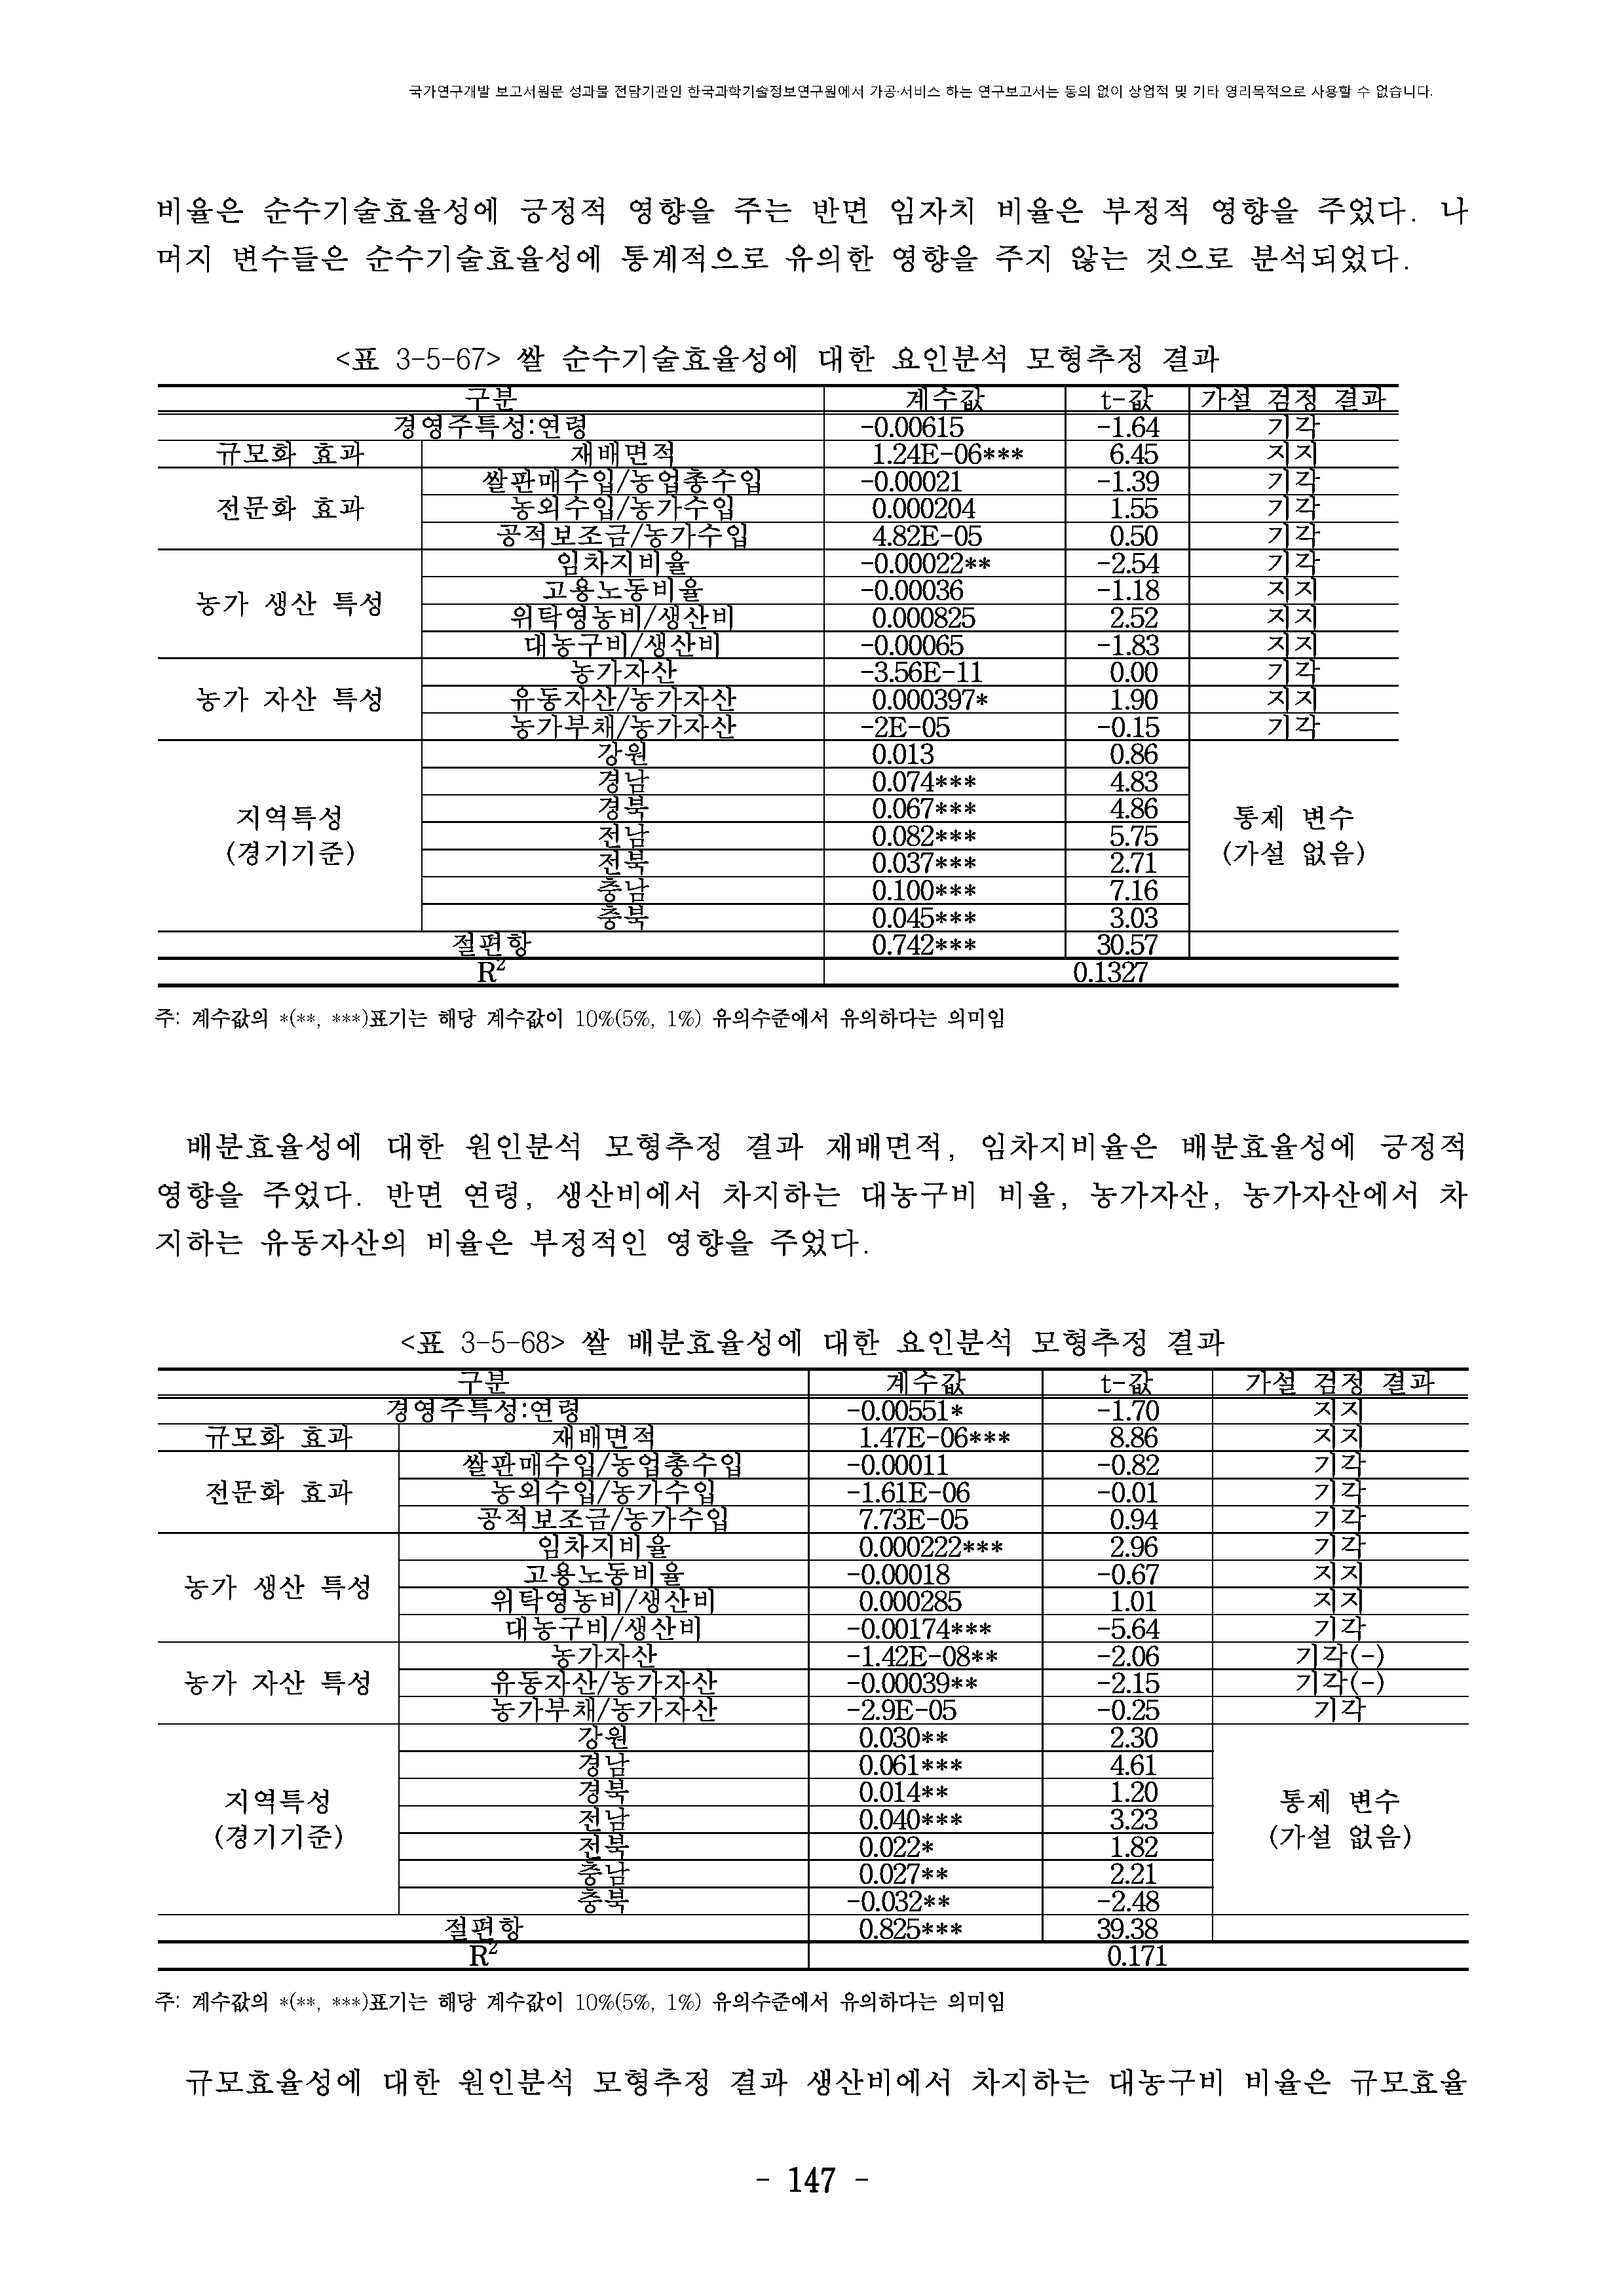 국가연구개발 보고서원문 성과물 전담기관인 한국과학기술정보연구원에서 가공·서비스 하는 연구보고서는 동의 없이 상업적 및 기타 영리목적으로 사용할 수 없습니다.
비율은 순수기술효율성에 긍정적 영향을 주는 반면 임자치 비율은 부정적 영향을 주었다. 나
머지 변수들은 순수기술효율성에 통계적으로 유의한 영향을 주지 않는 것으로 분석되었다.
<표 3-5-67> 쌀 순수기술효율성에 대한 요인분석 모형추정 결과
구분 계수값 t-값 가설 검정 결과
경영주특성:연령 -0.00615 -1.64 기각
규모화 효과 재배면적 1.24E-06*** 6.45 지지
전문화 효과 쌀판매수입/농업총수입 -0.00021 -1.39 기각
농외수입/농가수입 0.000204 1.55 기각
공적보조금/농가수입 4.82E-05 0.50 기각
농가 생산 특성 임차지비율 -0.00022** -2.54 기각
고용노동비율 -0.00036 -1.18 지지
위탁영농비/생산비 0.000825 2.52 지지
대농구비/생산비 -0.00065 -1.83 지지
농가 자산 특성 농가자산 -3.56E-11 0.00 기각
유동자산/농가자산 0.000397* 1.90 지지
농가부채/농가자산 -2E-05 -0.15 기각
지역특성 (경기기준) 강원 0.013 0.86 통제 변수 (가설 없음)
경남 0.074*** 4.83
경북 0.067*** 4.86
전남 0.082*** 5.75
전북 0.037*** 2.71
충남 0.100*** 7.16
충북 0.045*** 3.03
절편항 0.742*** 30.57
R² 0.1327
주: 계수값의 *(**, ***)표기는 해당 계수값이 10%(5%, 1%) 유의수준에서 유의하다는 의미임
배분효율성에 대한 원인분석 모형추정 결과 재배면적, 임차지비율은 배분효율성에 긍정적
영향을 주었다. 반면 연령, 생산비에서 차지하는 대농구비 비율, 농가자산, 농가자산에서 차
지하는 유동자산의 비율은 부정적인 영향을 주었다.
<표 3-5-68> 쌀 배분효율성에 대한 요인분석 모형추정 결과
구분 계수값 t-값 가설 검정 결과
경영주특성:연령 -0.00551* -1.70 지지
규모화 효과 재배면적 1.47E-06*** 8.86 지지
전문화 효과 쌀판매수입/농업총수입 -0.00011 -0.82 기각
농외수입/농가수입 -1.61E-06 -0.01 기각
공적보조금/농가수입 7.73E-05 0.94 기각
농가 생산 특성 임차지비율 0.000222*** 2.96 기각
고용노동비율 -0.00018 -0.67 지지
위탁영농비/생산비 0.000285 1.01 지지
대농구비/생산비 -0.00174*** -5.64 기각
농가 자산 특성 농가자산 -1.42E-08** -2.06 기각(-)
유동자산/농가자산 -0.00039** -2.15 기각(-)
농가부채/농가자산 -2.9E-05 -0.25 기각
지역특성 (경기기준) 강원 0.030** 2.30 통제 변수 (가설 없음)
경남 0.061*** 4.61
경북 0.014** 1.20
전남 0.040*** 3.23
전북 0.022* 1.82
충남 0.027** 2.21
충북 -0.032** -2.48
절편항 0.825*** 39.38
R² 0.171
주: 계수값의 *(**, ***)표기는 해당 계수값이 10%(5%, 1%) 유의수준에서 유의하다는 의미임
규모효율성에 대한 원인분석 모형추정 결과 생산비에서 차지하는 대농구비 비율은 규모효율
- 147 -